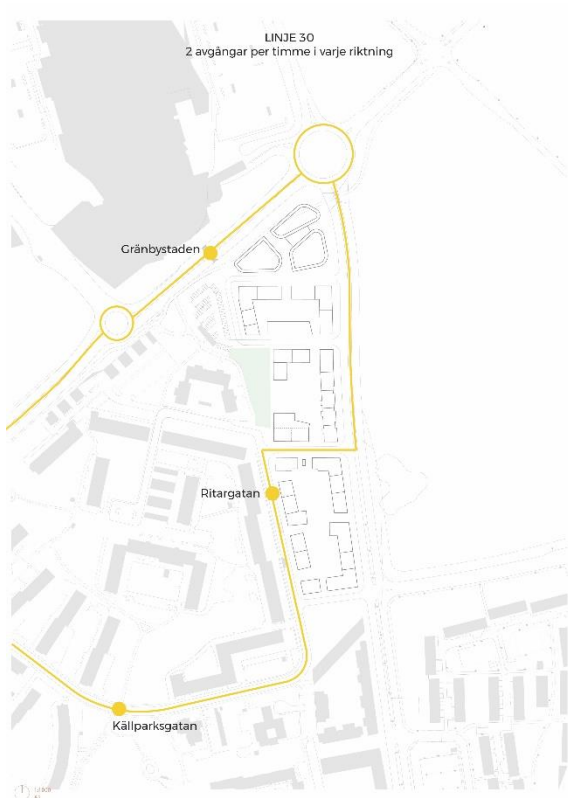 LINJE 30
2 avgångar per timme i varje riktning
Gränbystaden
Ritargatan
Källparksgatan